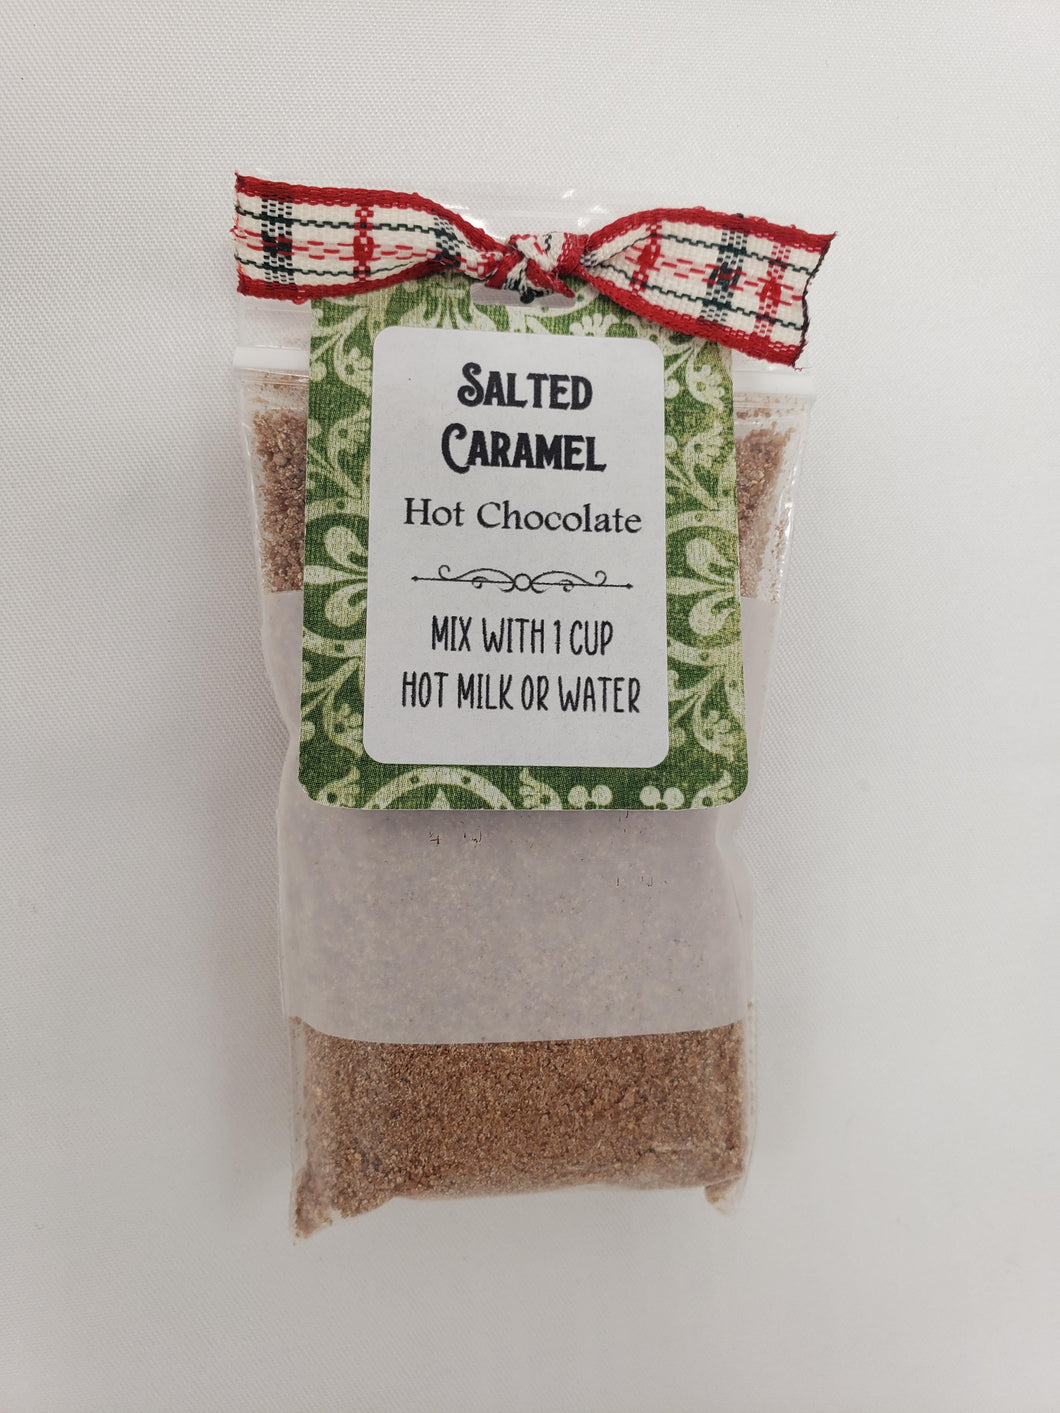 SALTED
CARAMEL
Hot Chocolate
MIX WITH 1 CUP
HOT MILK OR WATER